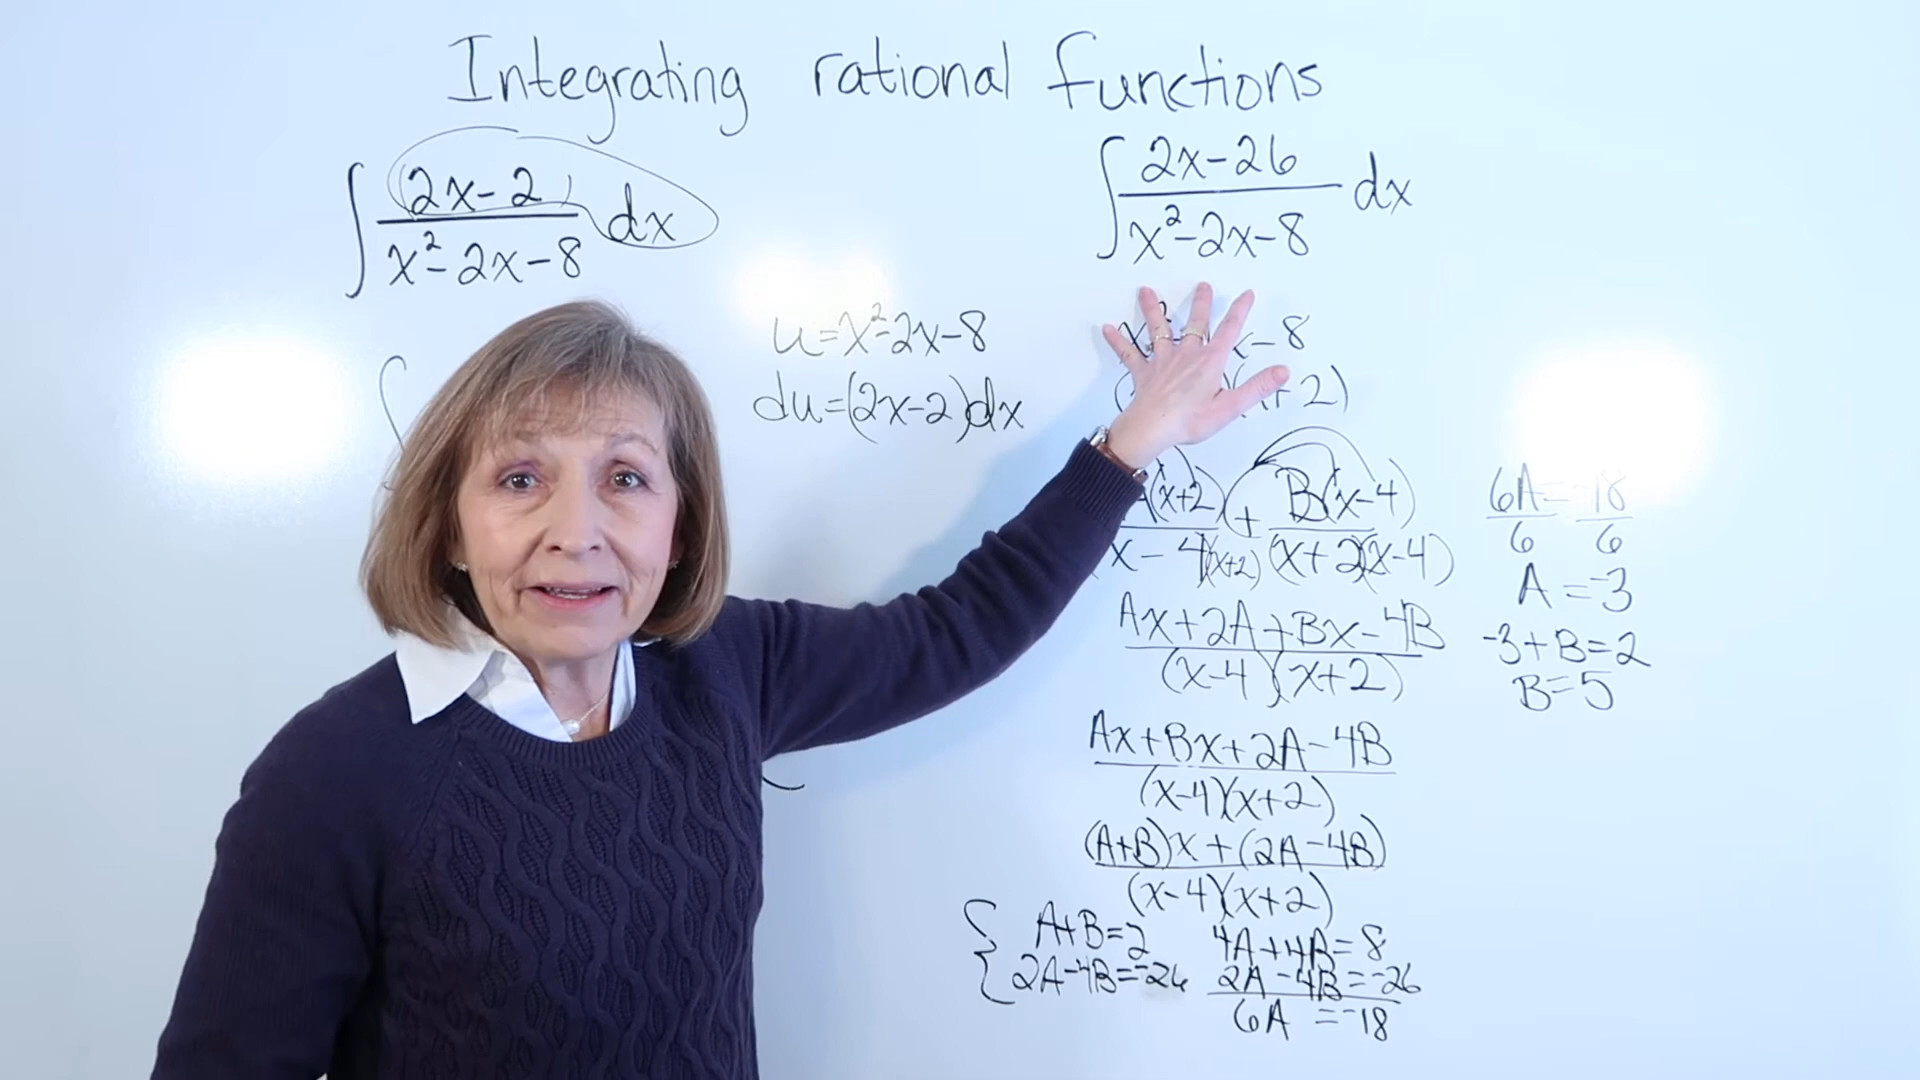 Integrating rational functions
∫ (2x-2) dx
x²-2x-8
u=x²-2x-8
du=(2x-2)dx
∫ 2x-26 dx
x²-2x-8
x-8
+2)
A(x+2) + B(x-4)
x-4)(x+2) (x+2)(x-4)
Ax+2A+Bx-4B
(x-4)(x+2)
Ax+Bx+2A-4B
(x-4)(x+2)
(A+B)x+(2A-4B)
(x-4)(x+2)
A+B=2
2A-4B=-26
4A+4B=8
2A-4B=-26
6A =-18
6A=-18
6 6
A=-3
-3+B=2
B=5